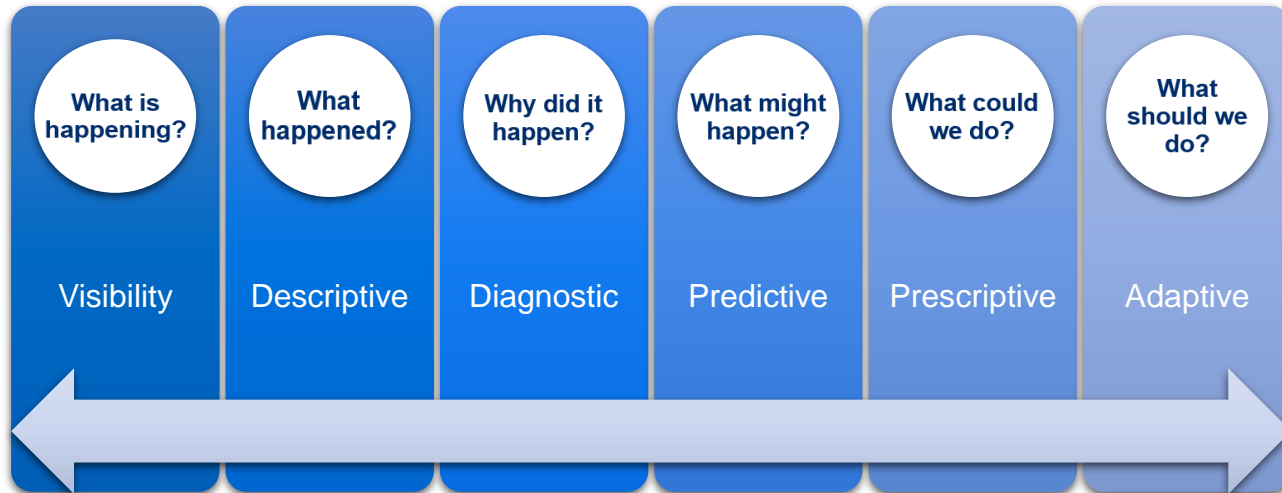 What is
happening?
What
happened?
Why did it
happen?
What might
happen?
What could
we do?
What
should we
do?
Visibility
Descriptive
Diagnostic
Predictive
Prescriptive
Adaptive